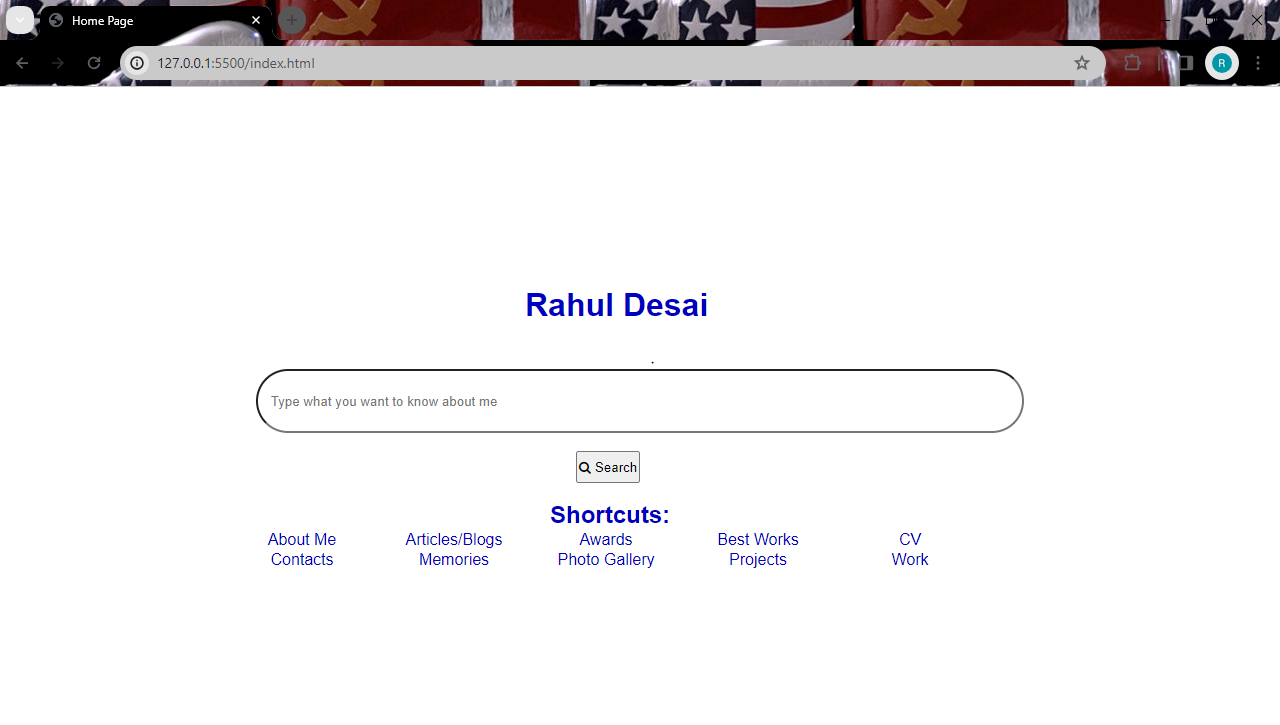 Home Page
127.0.0.1:5500/index.html
R
Rahul Desai
.
Type what you want to know about me
Search
Shortcuts:
About Me Articles/Blogs Awards Best Works CV
Contacts Memories Photo Gallery Projects Work